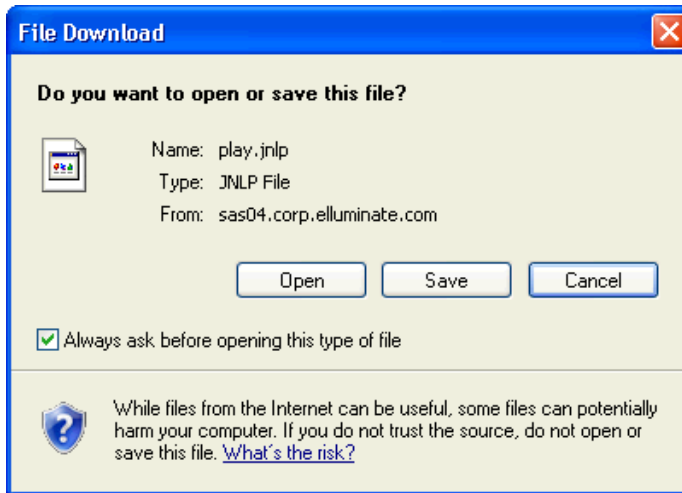 File Download
Do you want to open or save this file?
Name: play.jnlp
Type: JNLP File
From: sas04.corp.elluminate.com
Open Save Cancel
Always ask before opening this type of file
While files from the Internet can be useful, some files can potentially
harm your computer. If you do not trust the source, do not open or
save this file. What's the risk?